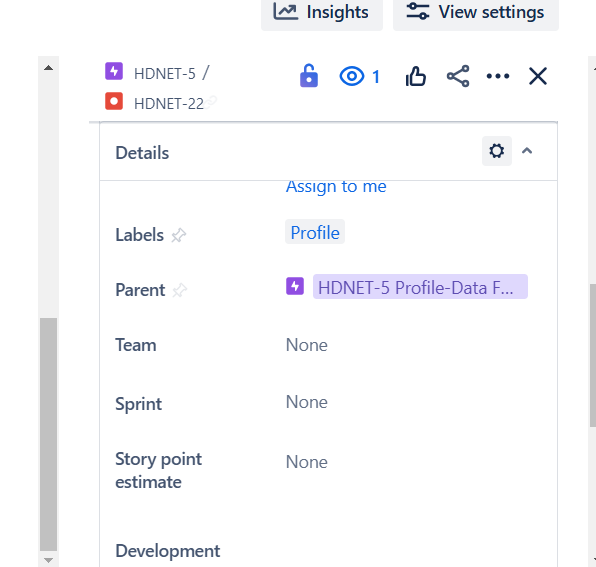 Insights
View settings
HDNET-5 /
1
HDNET-22
Details
Assign to me
Labels
Profile
Parent
HDNET-5 Profile-Data F...
Team
None
Sprint
None
Story point
estimate
None
Development